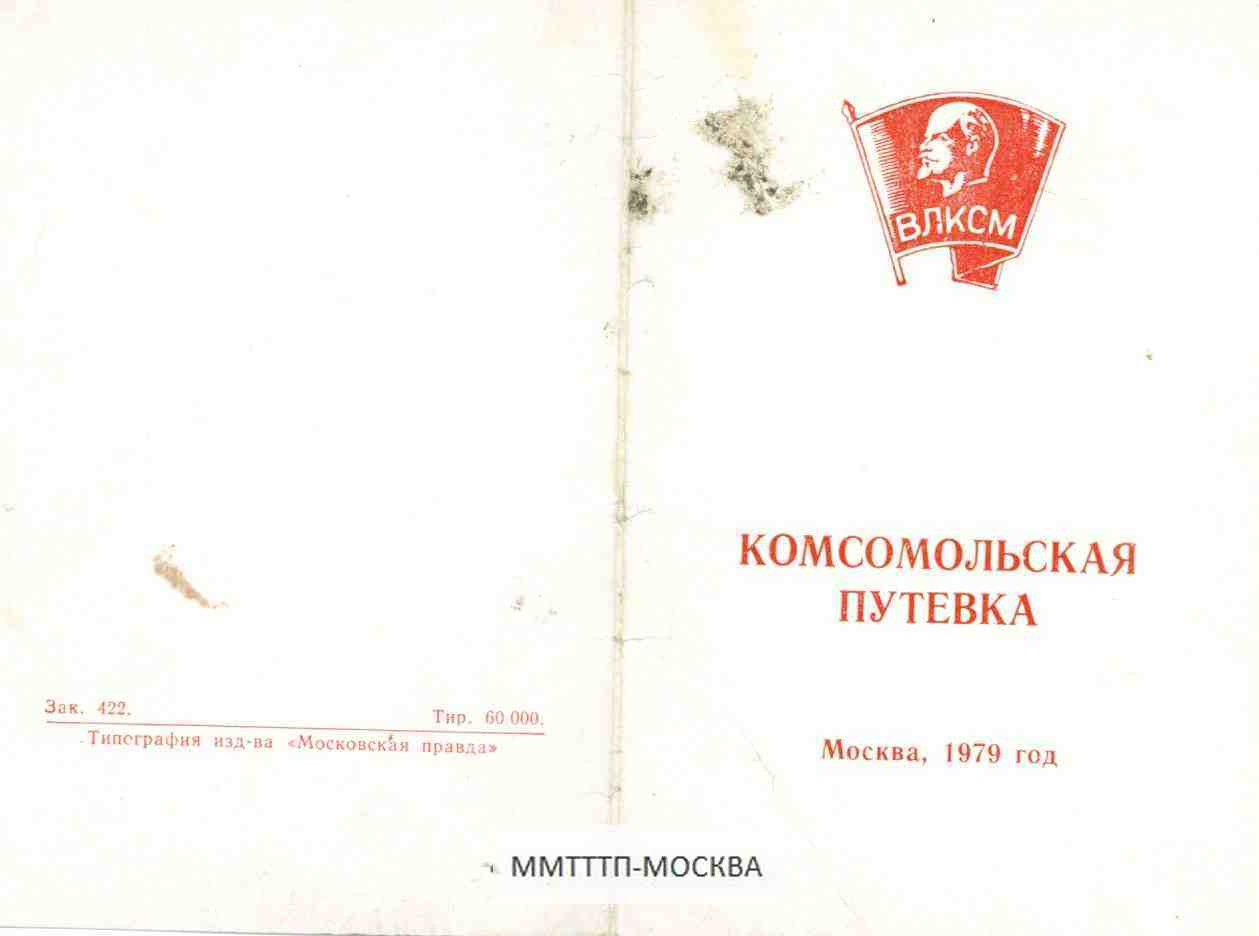 ВЛКСМ
КОМСОМОЛЬСКАЯ
ПУТЕВКА
Москва, 1979 год
Зак. 422. Тир. 60 000.
Типография изд-ва «Московская правда»
ММТТТП-МОСКВА